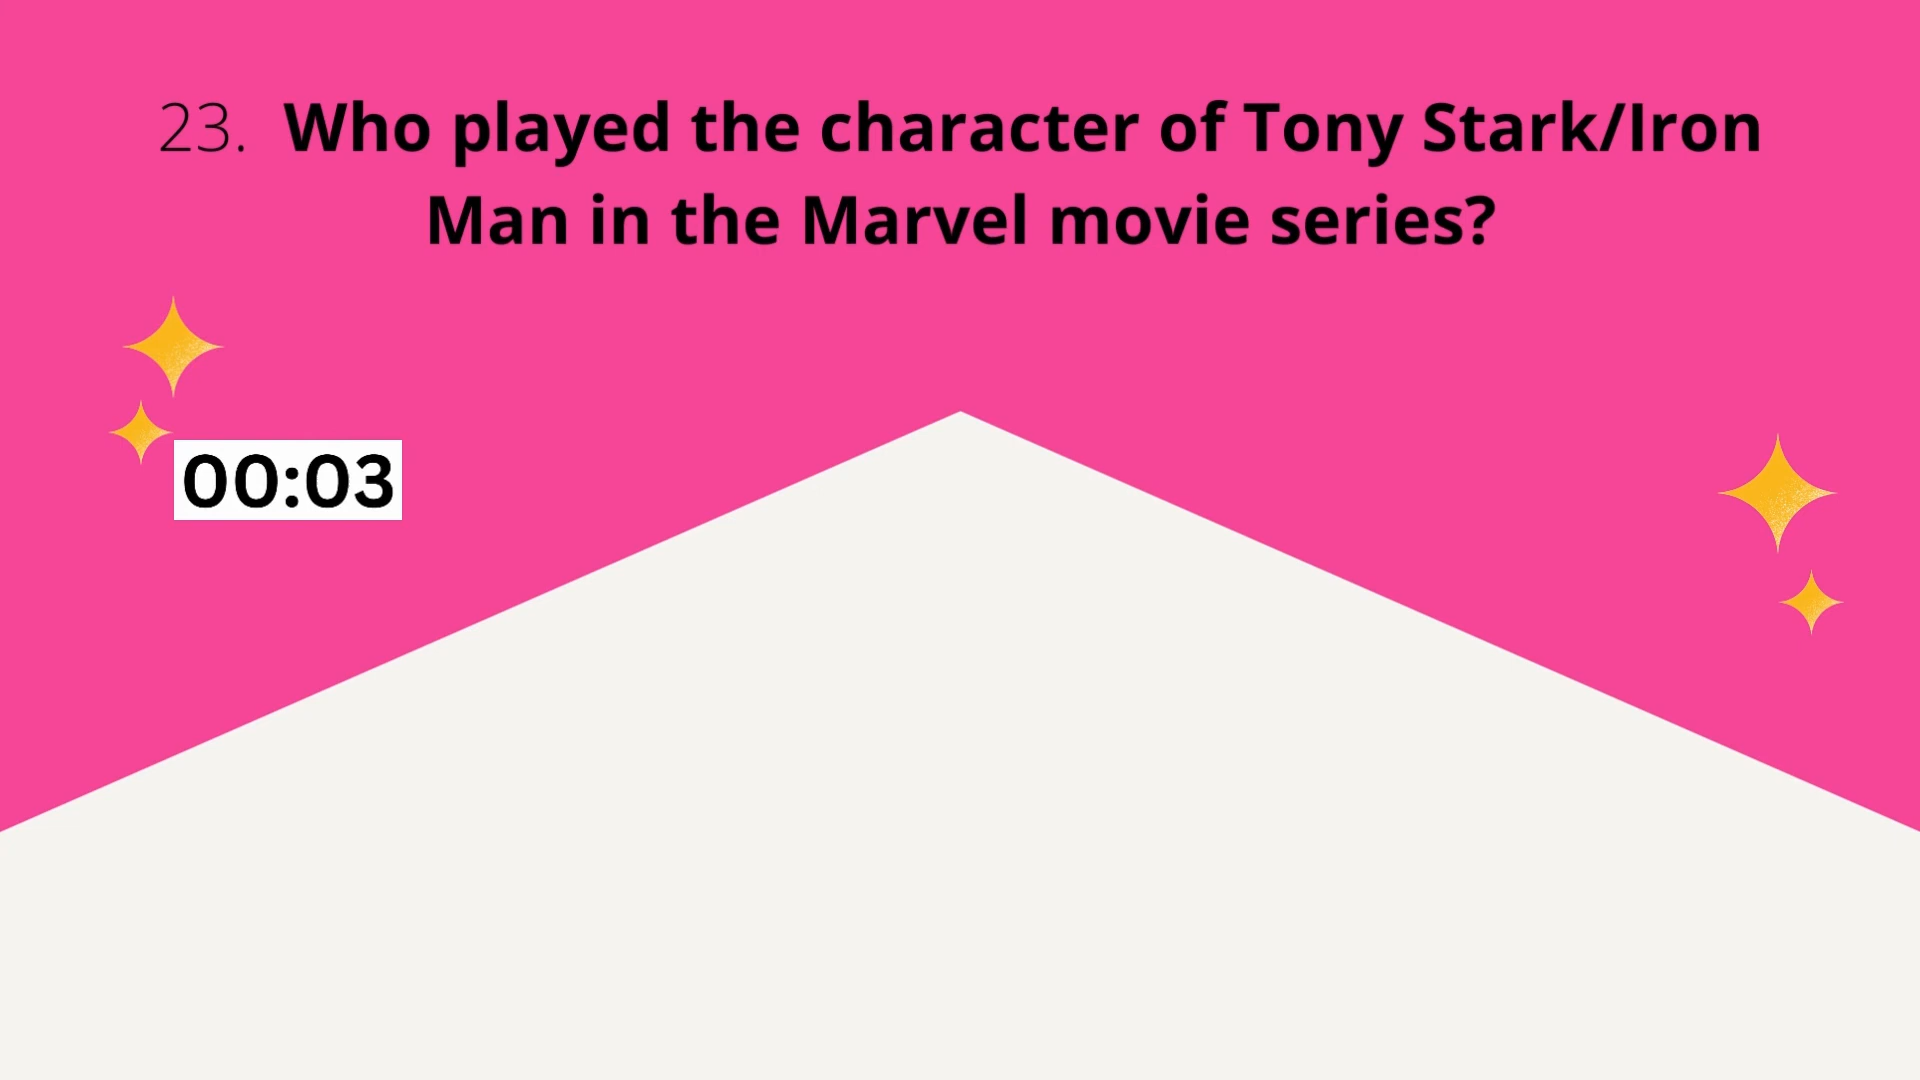 23. Who played the character of Tony Stark/Iron
Man in the Marvel movie series?
00:03